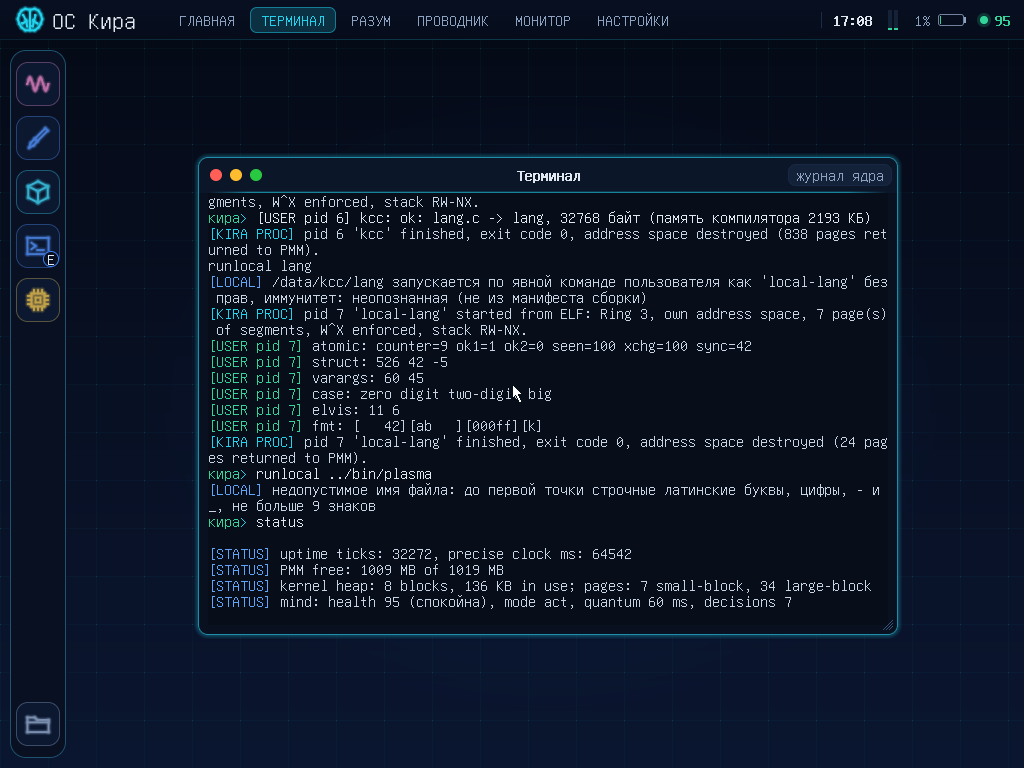 ОС Кира
ГЛАВНАЯ
ТЕРМИНАЛ
РАЗУМ
ПРОВОДНИК
МОНИТОР
НАСТРОЙКИ
17:08
1%
95
Терминал
журнал ядра
gments, W^X enforced, stack RW-NX.
кира> [USER pid 6] kcc: ok: lang.c -> lang, 32768 байт (память компилятора 2193 КБ)
[KIRA PROC] pid 6 'kcc' finished, exit code 0, address space destroyed (838 pages ret
urned to PMM).
runlocal lang
[LOCAL] /data/kcc/lang запускается по явной команде пользователя как 'local-lang' без
прав, иммунитет: неопознанная (не из манифеста сборки)
[KIRA PROC] pid 7 'local-lang' started from ELF: Ring 3, own address space, 7 page(s)
of segments, W^X enforced, stack RW-NX.
[USER pid 7] atomic: counter=9 ok1=1 ok2=0 seen=100 xchg=100 sync=42
[USER pid 7] struct: 526 42 -5
[USER pid 7] varargs: 60 45
[USER pid 7] case: zero digit two-digit big
[USER pid 7] elvis: 11 6
[USER pid 7] fmt: [   42][ab   ][000ff][k]
[KIRA PROC] pid 7 'local-lang' finished, exit code 0, address space destroyed (24 pag
es returned to PMM).
кира> runlocal ../bin/plasma
[LOCAL] недопустимое имя файла: до первой точки строчные латинские буквы, цифры, - и
_, не больше 9 знаков
кира> status
[STATUS] uptime ticks: 32272, precise clock ms: 64542
[STATUS] PMM free: 1009 MB of 1019 MB
[STATUS] kernel heap: 8 blocks, 136 KB in use; pages: 7 small-block, 34 large-block
[STATUS] mind: health 95 (спокойна), mode act, quantum 60 ms, decisions 7
E